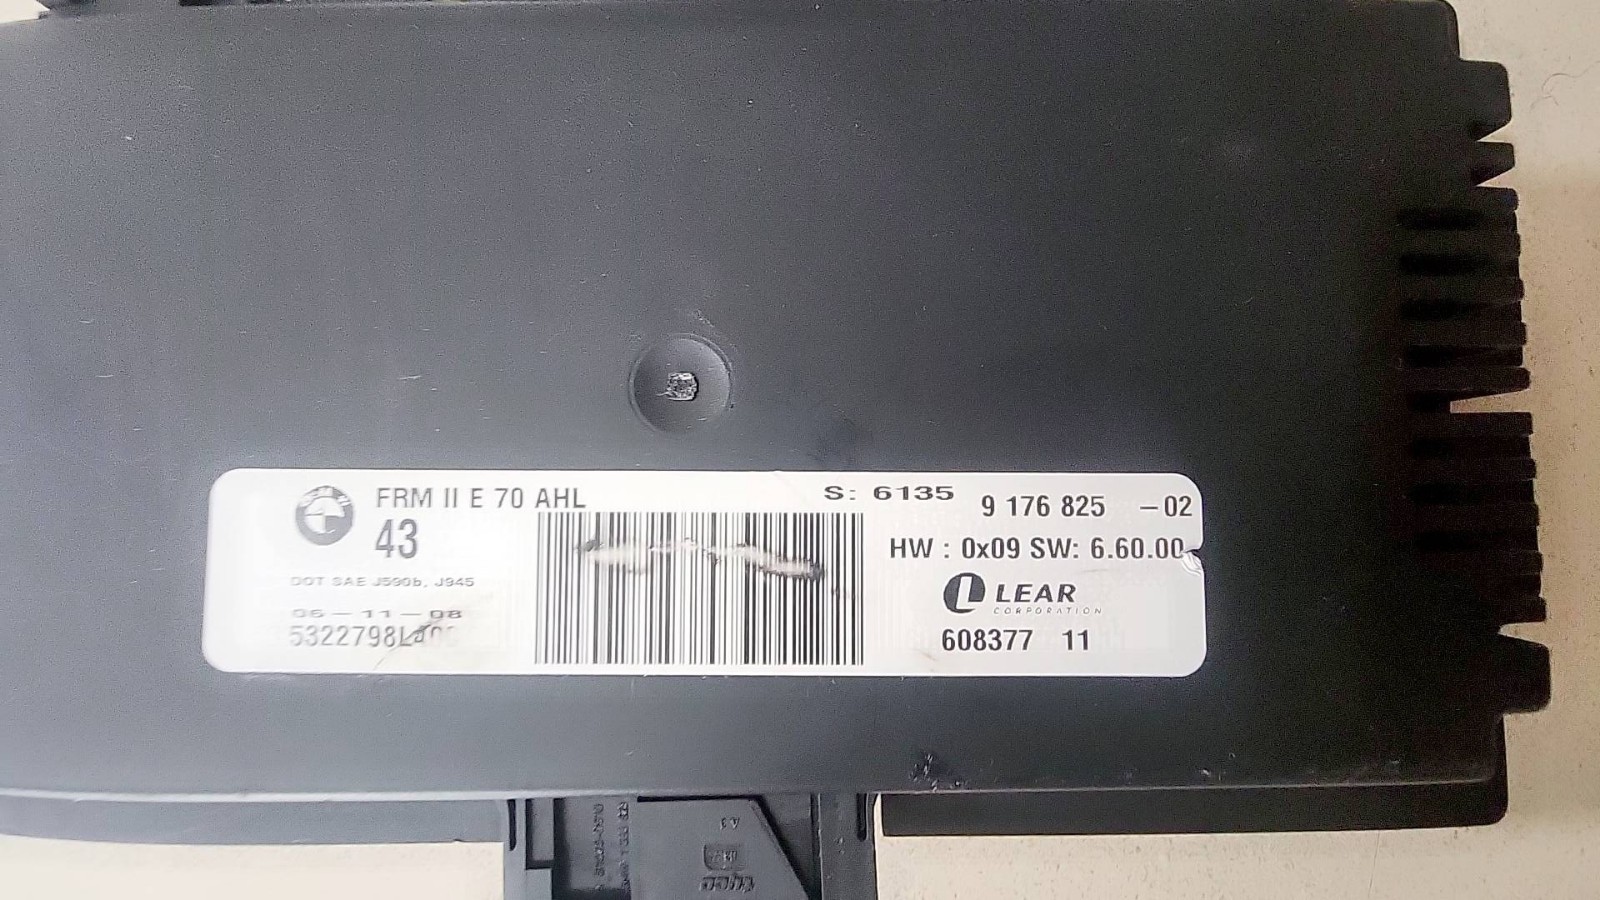 FRM II E 70 AHL
43
DOT SAE J590b, J945
06-11-08
S: 6135 9 176 825 -02
HW : 0x09 SW: 6.60.00
LEAR
CORPORATION
608377 11